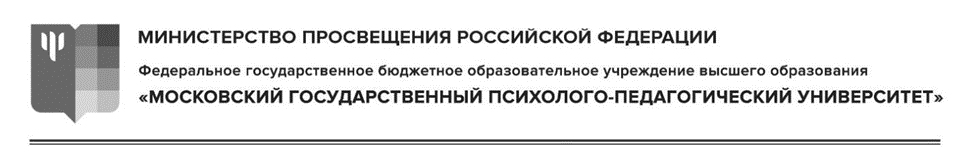 МИНИСТЕРСТВО ПРОСВЕЩЕНИЯ РОССИЙСКОЙ ФЕДЕРАЦИИ
Федеральное государственное бюджетное образовательное учреждение высшего образования
«МОСКОВСКИЙ ГОСУДАРСТВЕННЫЙ ПСИХОЛОГО-ПЕДАГОГИЧЕСКИЙ УНИВЕРСИТЕТ»